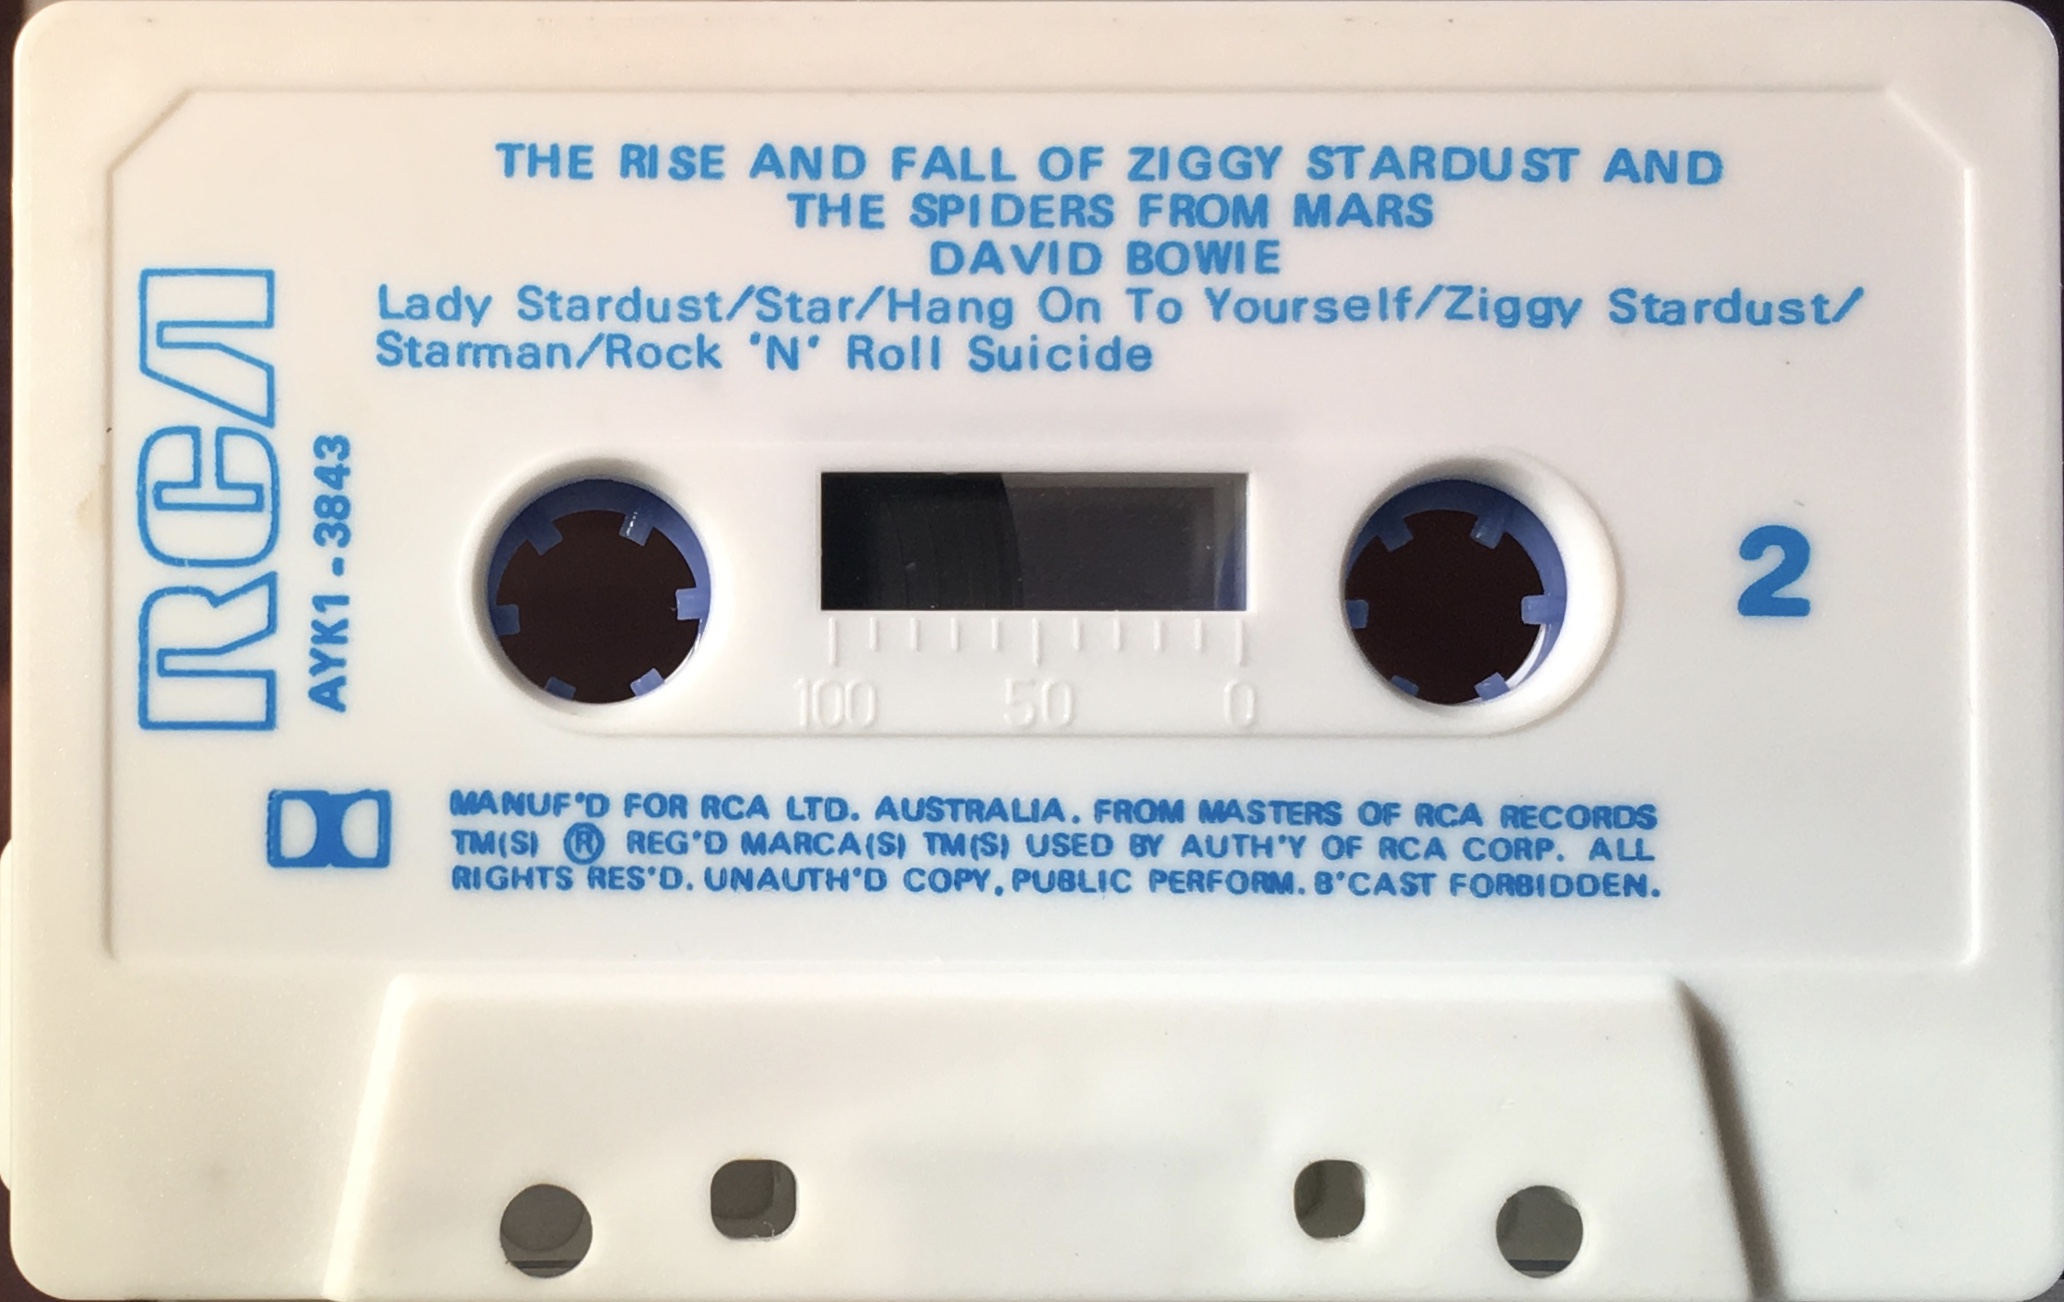 THE RISE AND FALL OF ZIGGY STARDUST AND
THE SPIDERS FROM MARS
DAVID BOWIE
Lady Stardust/Star/Hang On To Yourself/Ziggy Stardust/
Starman/Rock 'N' Roll Suicide
RCA
AYK1-3843
2
100 50 0
MANUF'D FOR RCA LTD. AUSTRALIA. FROM MASTERS OF RCA RECORDS
TM(S) ® REG'D MARCA(S) TM(S) USED BY AUTH'Y OF RCA CORP. ALL
RIGHTS RES'D. UNAUTH'D COPY. PUBLIC PERFORM. B'CAST FORBIDDEN.